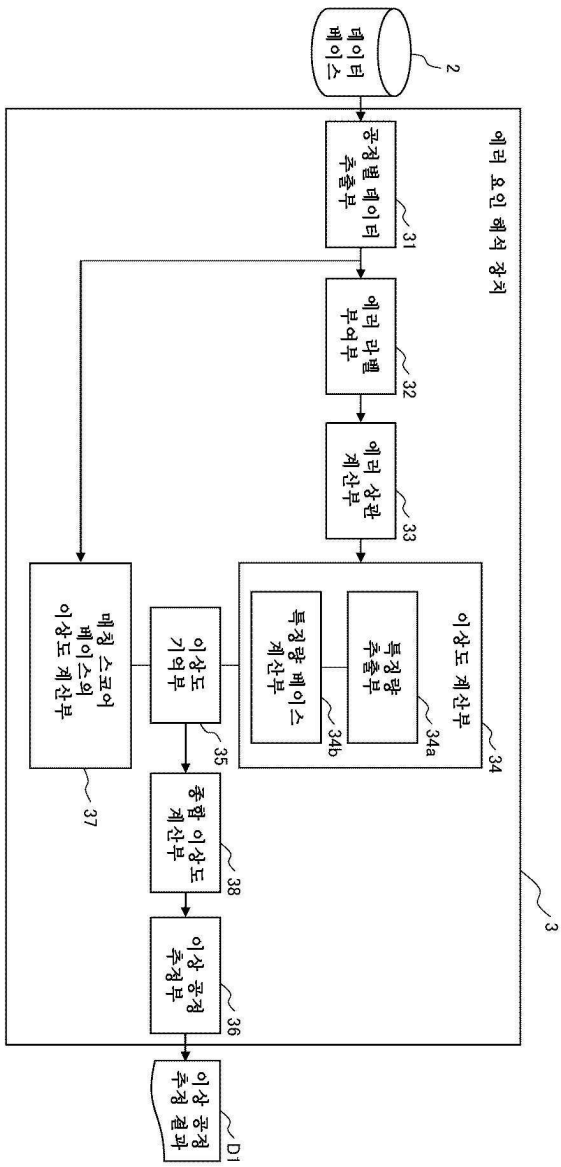 에러 요인 해석 장치
3
데이터
베이스
2
공정별 데이터
추출부
31
에러 라벨
부여부
32
에러 상관
계산부
33
이상도 계산부
34
특징량
추출부
34a
특징량 베이스
계산부
34b
이상도
기억부
35
매칭 스코어
베이스의
이상도 계산부
37
종합 이상도
계산부
38
이상 공정
추정부
36
이상 공정
추정 결과
D1